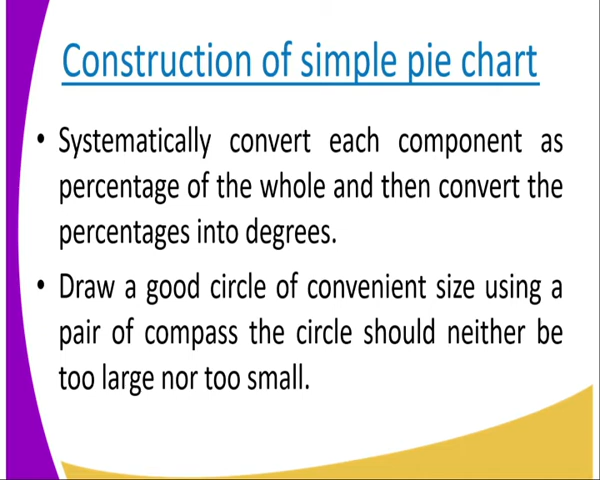 Construction of simple pie chart
• Systematically convert each component as
percentage of the whole and then convert the
percentages into degrees.
• Draw a good circle of convenient size using a
pair of compass the circle should neither be
too large nor too small.